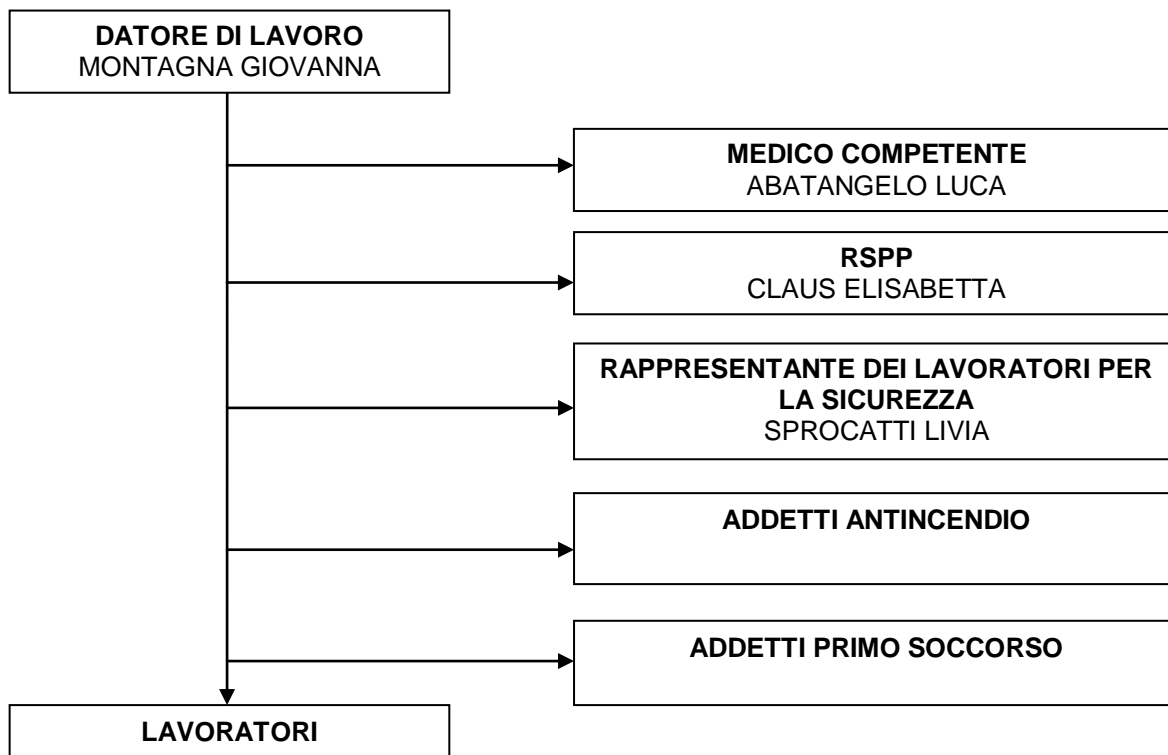 DATORE DI LAVORO
MONTAGNA GIOVANNA
MEDICO COMPETENTE
ABATANGELO LUCA
RSPP
CLAUS ELISABETTA
RAPPRESENTANTE DEI LAVORATORI PER
LA SICUREZZA
SPROCATTI LIVIA
ADDETTI ANTINCENDIO
ADDETTI PRIMO SOCCORSO
LAVORATORI